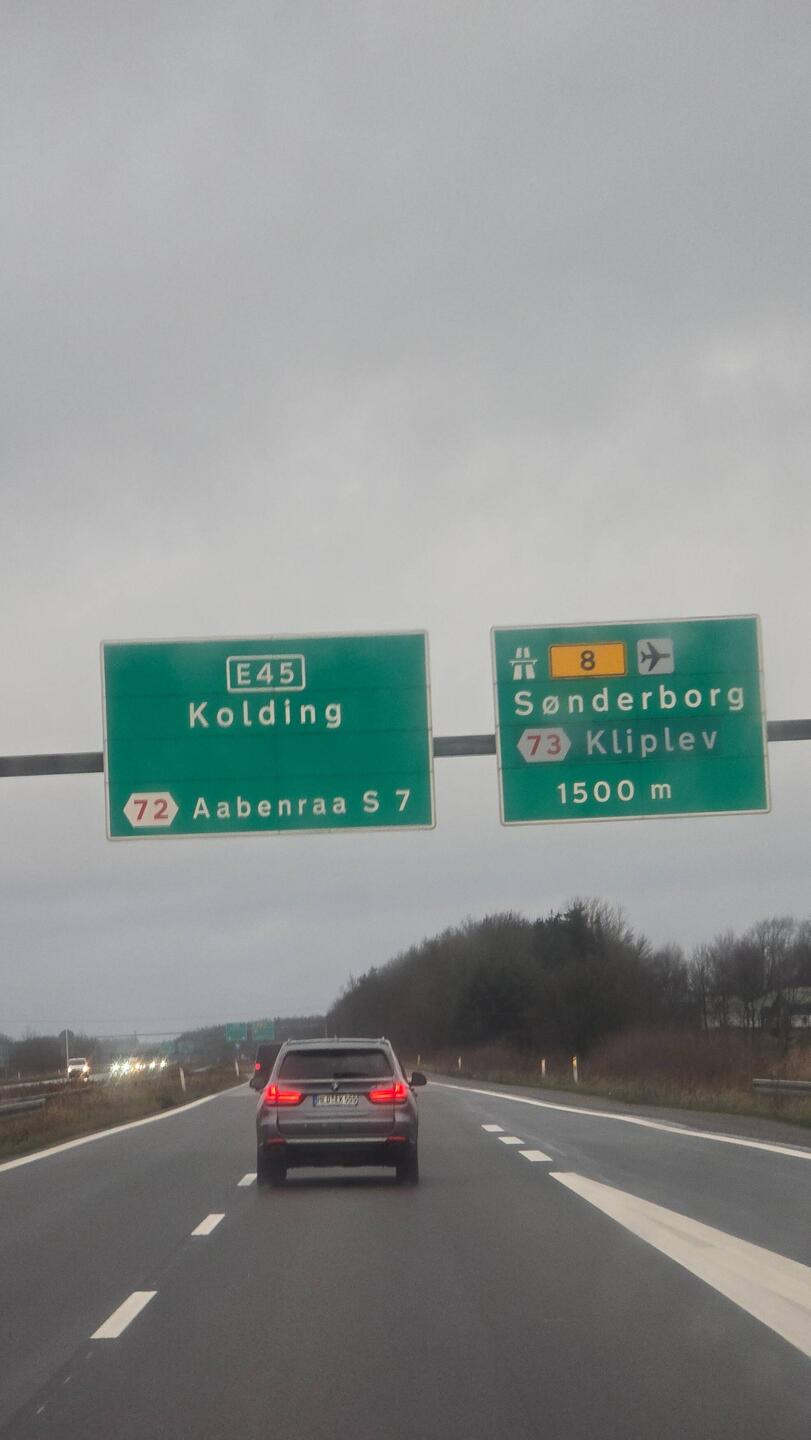 E45
Kolding
72 Aabenraa S 7
8
Sønderborg
73 Kliplev
1500 m